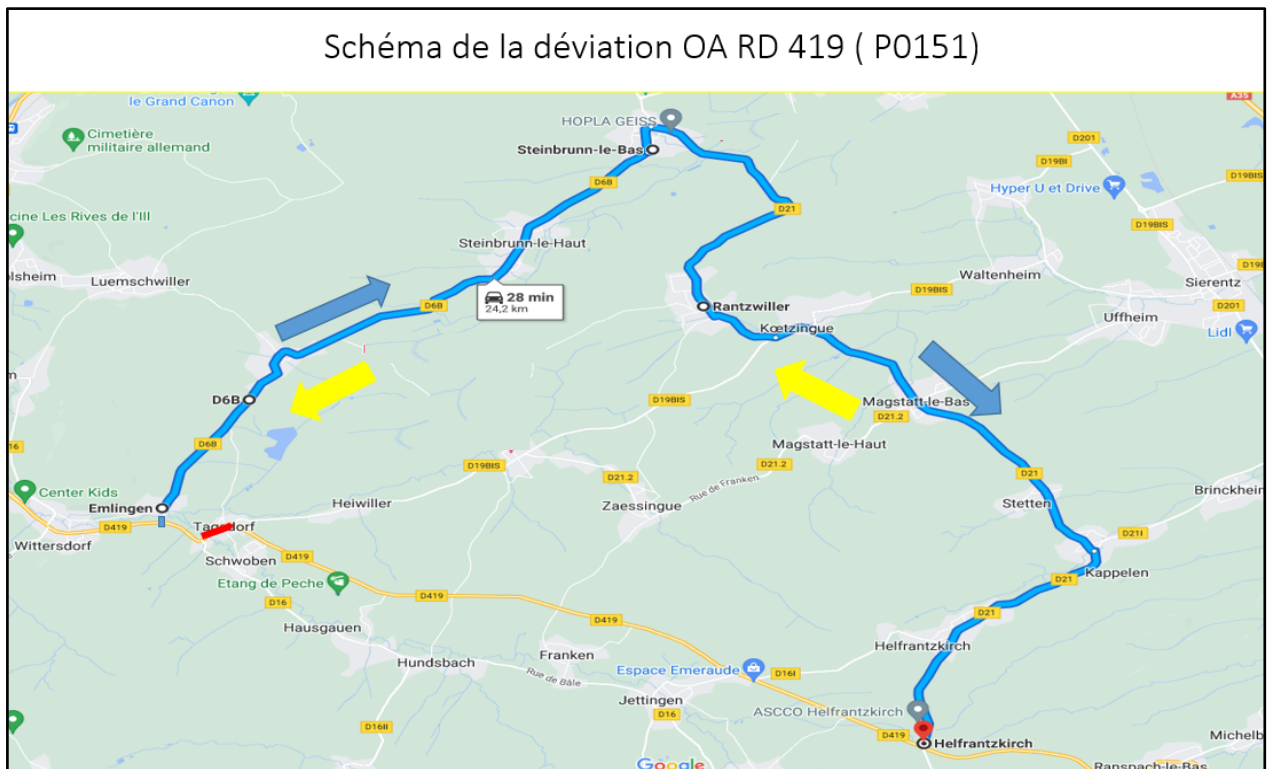 Schéma de la déviation OA RD 419 ( P0151)
le Grand Canon
A35
Cimetière
militaire allemand
HOPLA GEISS
Steinbrunn-le-Bas
D201
D19BI
D19BIS
Hyper U et Drive
D6B
D21
D19BIS
cine Les Rives de l'Ill
Steinbrunn-le-Haut
olsheim
Luemschwiller
Waltenheim
Sierentz
D19BIS
28 min
24,2 km
D6B
Rantzwiller
D201
Uffheim
Kœtzingue
Lidl
D6B
D19BIS
Magstatt-le-Bas
D21.2
Magstatt-le-Haut
D6B
16
D19BIS
D21.2
D21.2
D21
Rue de Franken
Center Kids
Heiwiller
Zaessingue
Stetten
Brinckhei
Emlingen
D419
Tagsdorf
Wittersdorf
D21I
Schwoben
D419
Kappelen
Etang de Peche
D21
D16
D419
D21
Hausgauen
D419
Helfrantzkirch
Franken
Hundsbach
Espace Emeraude
D16I
Rue de Bâle
Jettingen
ASCCO Helfrantzkirch
D16
D16II
D419
Helfrantzkirch
Michelb
Google
Ranspach-le-Bas